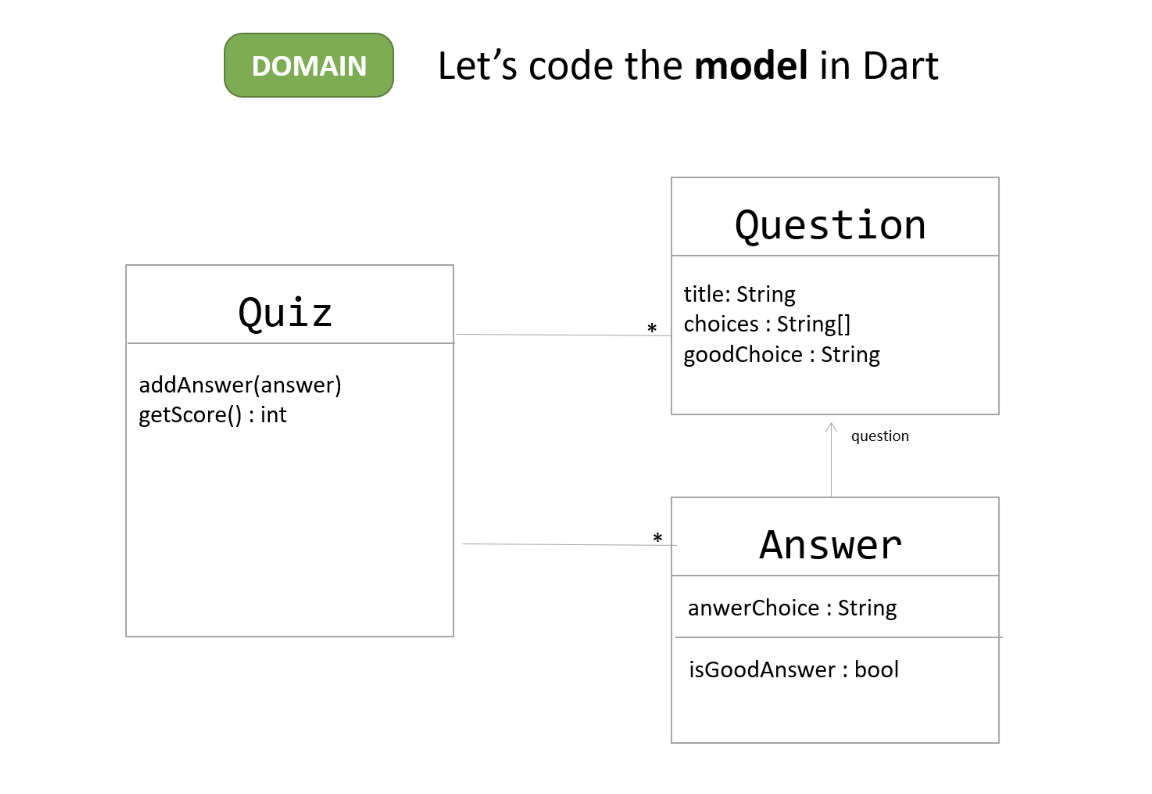 DOMAIN
Let's code the model in Dart
Quiz
addAnswer(answer)
getScore() : int
*
*
Question
title: String
choices : String[]
goodChoice : String
question
Answer
anwerChoice : String
isGoodAnswer : bool